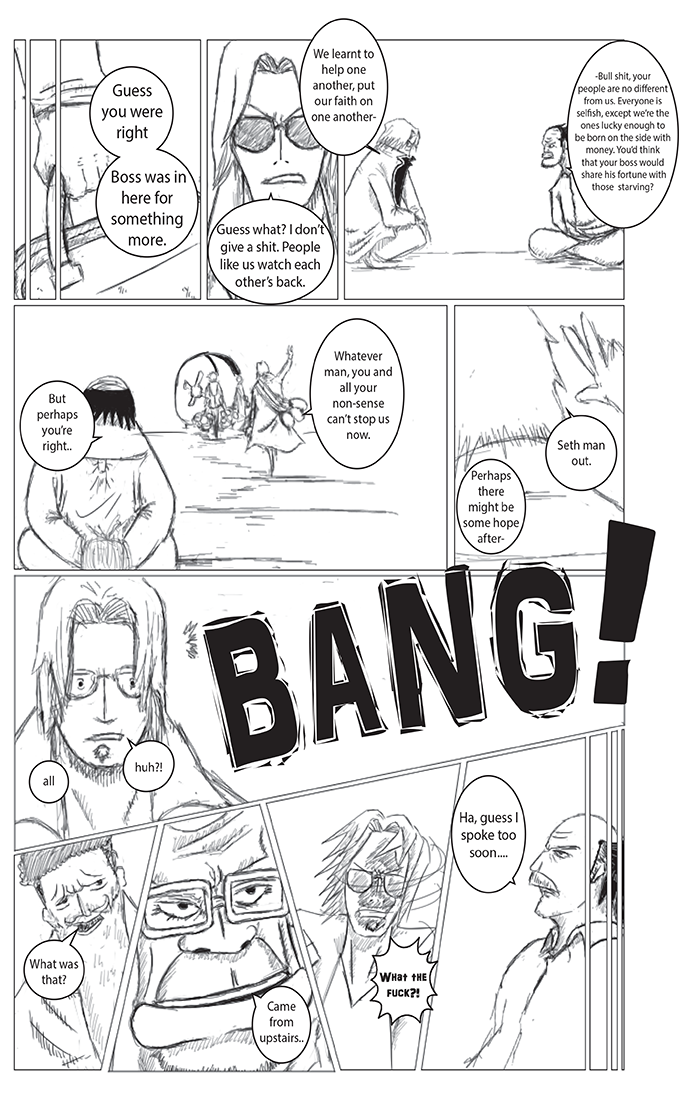 Guess
you were
right
Boss was in
here for
something
more.
Guess what? I don't
give a shit. People
like us watch each
other's back.
We learnt to
help one
another, put
our faith on
one another-
-Bull shit, your
people are no different
from us. Everyone is
selfish, except we're the
ones lucky enough to
be born on the side with
money. You'd think
that your boss would
share his fortune with
those starving?
But
perhaps
you're
right..
Whatever
man, you and
all your
non-sense
can't stop us
now.
Seth man
out.
Perhaps
there
might be
some hope
after-
BANG!
all
huh?!
What was
that?
Came
from
upstairs..
WHAT THE
FUCK?!
Ha, guess I
spoke too
soon....